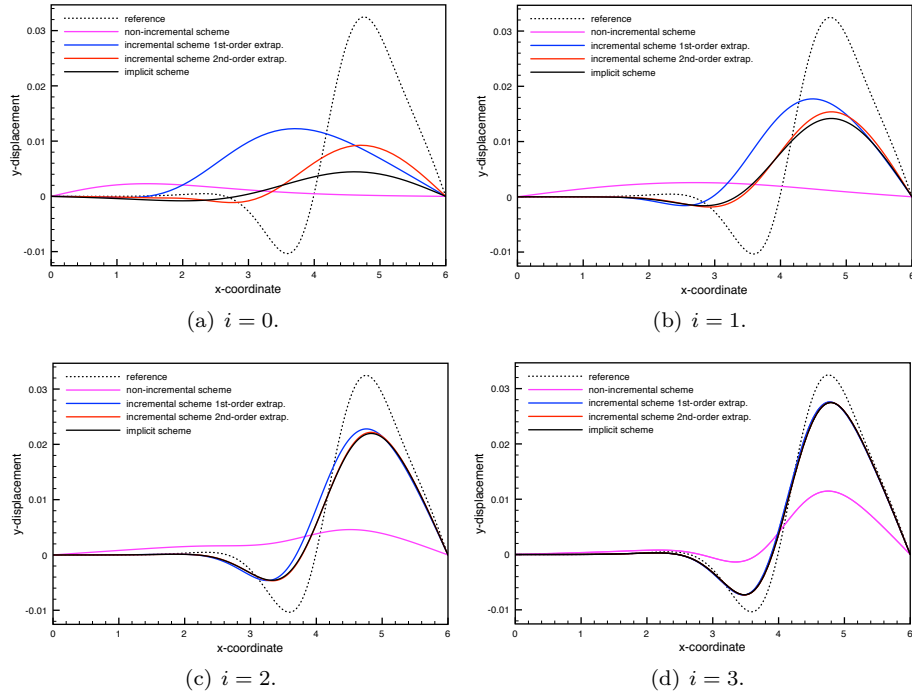 reference
non-incremental scheme
incremental scheme 1st-order extrap.
incremental scheme 2nd-order extrap.
implicit scheme
0.03
0.02
0.01
0
-0.01
y-displacement
0 1 2 3 4 5 6
x-coordinate
(a) i = 0.
reference
non-incremental scheme
incremental scheme 1st-order extrap.
incremental scheme 2nd-order extrap.
implicit scheme
0.03
0.02
0.01
0
-0.01
y-displacement
0 1 2 3 4 5 6
x-coordinate
(b) i = 1.
reference
non-incremental scheme
incremental scheme 1st-order extrap.
incremental scheme 2nd-order extrap.
implicit scheme
0.03
0.02
0.01
0
-0.01
y-displacement
0 1 2 3 4 5 6
x-coordinate
(c) i = 2.
reference
non-incremental scheme
incremental scheme 1st-order extrap.
incremental scheme 2nd-order extrap.
implicit scheme
0.03
0.02
0.01
0
-0.01
y-displacement
0 1 2 3 4 5 6
x-coordinate
(d) i = 3.